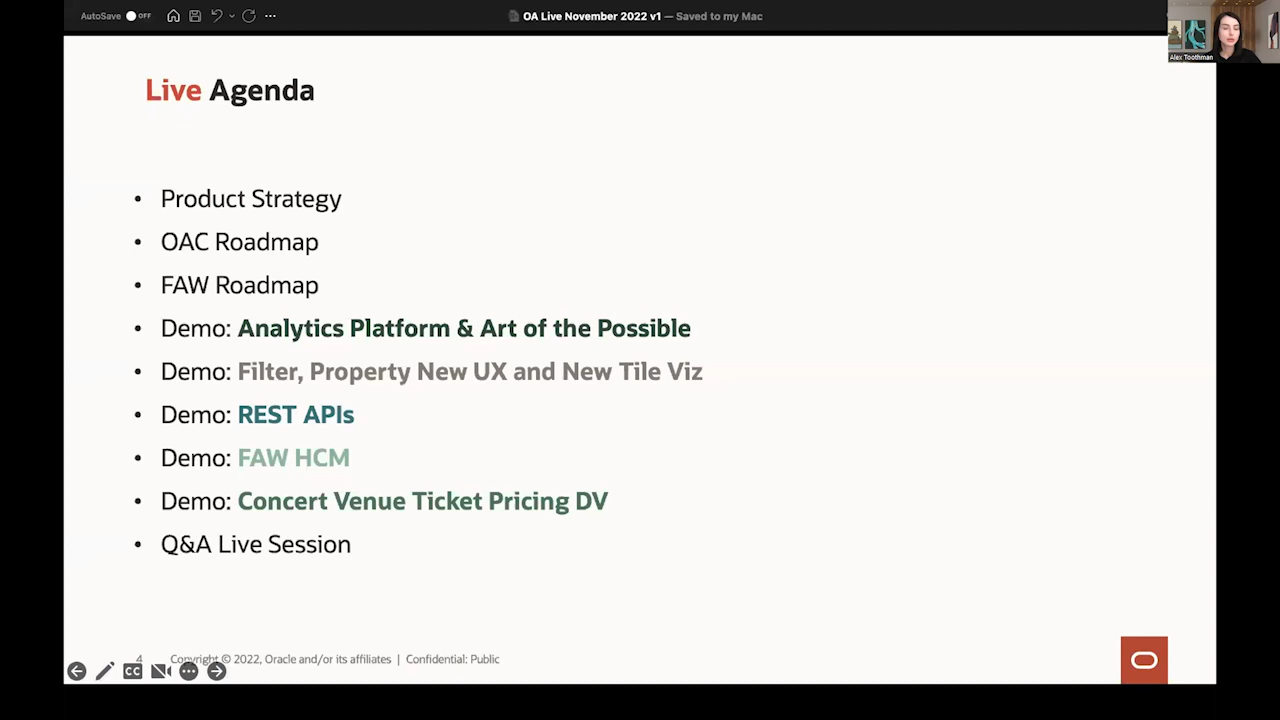 AutoSave OFF
OA Live November 2022 v1 — Saved to my Mac
Alex Toothman
Live Agenda
• Product Strategy
• OAC Roadmap
• FAW Roadmap
• Demo: Analytics Platform & Art of the Possible
• Demo: Filter, Property New UX and New Tile Viz
• Demo: REST APIs
• Demo: FAW HCM
• Demo: Concert Venue Ticket Pricing DV
• Q&A Live Session
4 Copyright © 2022, Oracle and/or its affiliates | Confidential: Public
CC